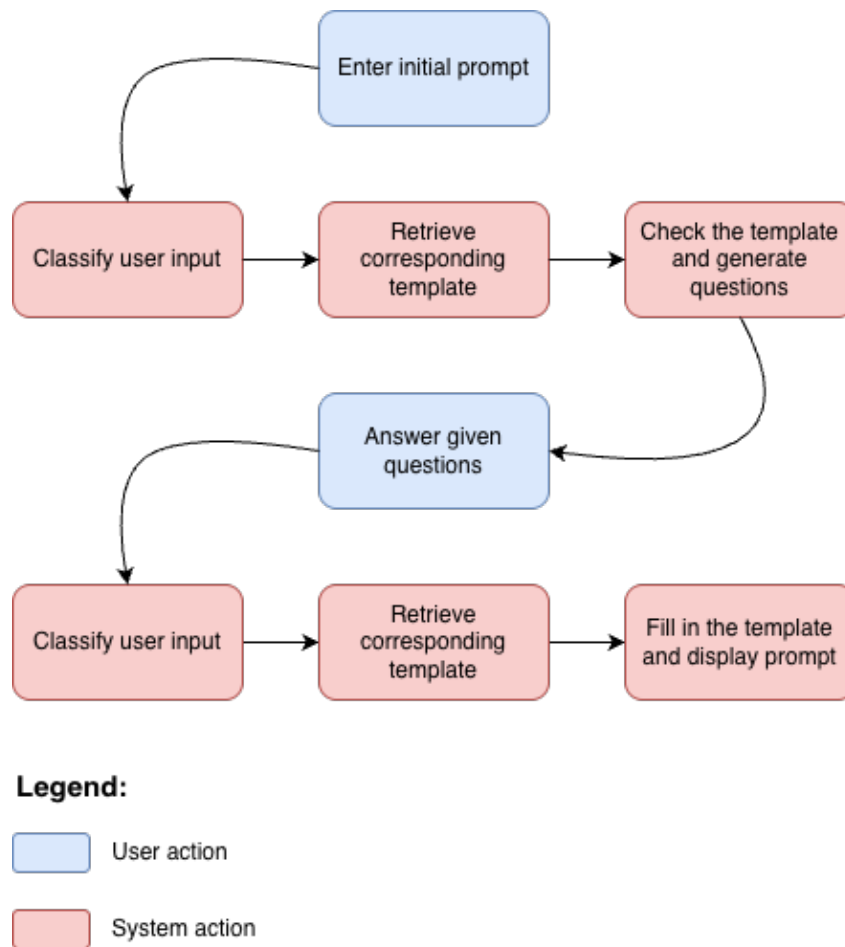 Enter initial prompt
Classify user input
Retrieve
corresponding
template
Check the template
and generate
questions
Answer given
questions
Classify user input
Retrieve
corresponding
template
Fill in the template
and display prompt
Legend:
User action
System action